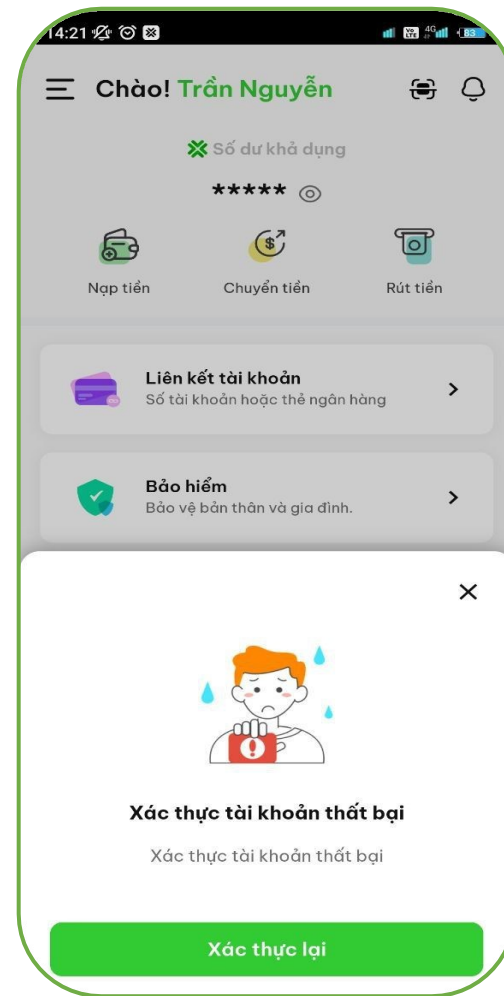 14:21
4G
83
Chào! Trần Nguyễn
Số dư khả dụng
*****
Nạp tiền
Chuyển tiền
Rút tiền
Liên kết tài khoản
Số tài khoản hoặc thẻ ngân hàng
Bảo hiểm
Bảo vệ bản thân và gia đình.
Xác thực tài khoản thất bại
Xác thực tài khoản thất bại
Xác thực lại